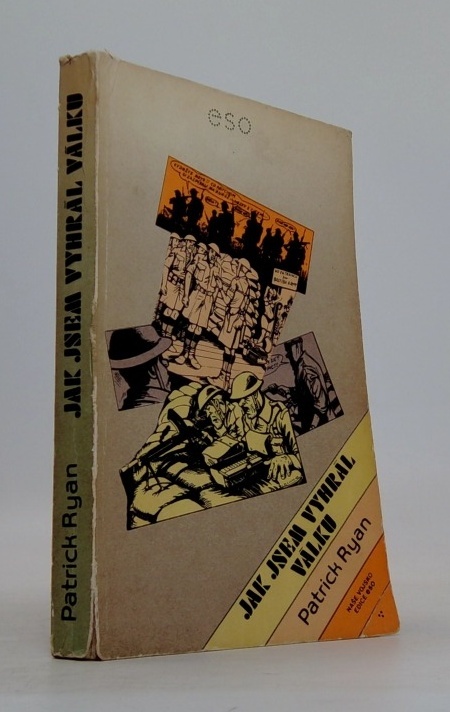 eso
JAK JSEM VYHRÁL
VÁLKU
Patrick Ryan
NAŠE VOJSKO
EDICE eso
Patrick Ryan
JAK JSEM VYHRÁL VÁLKU